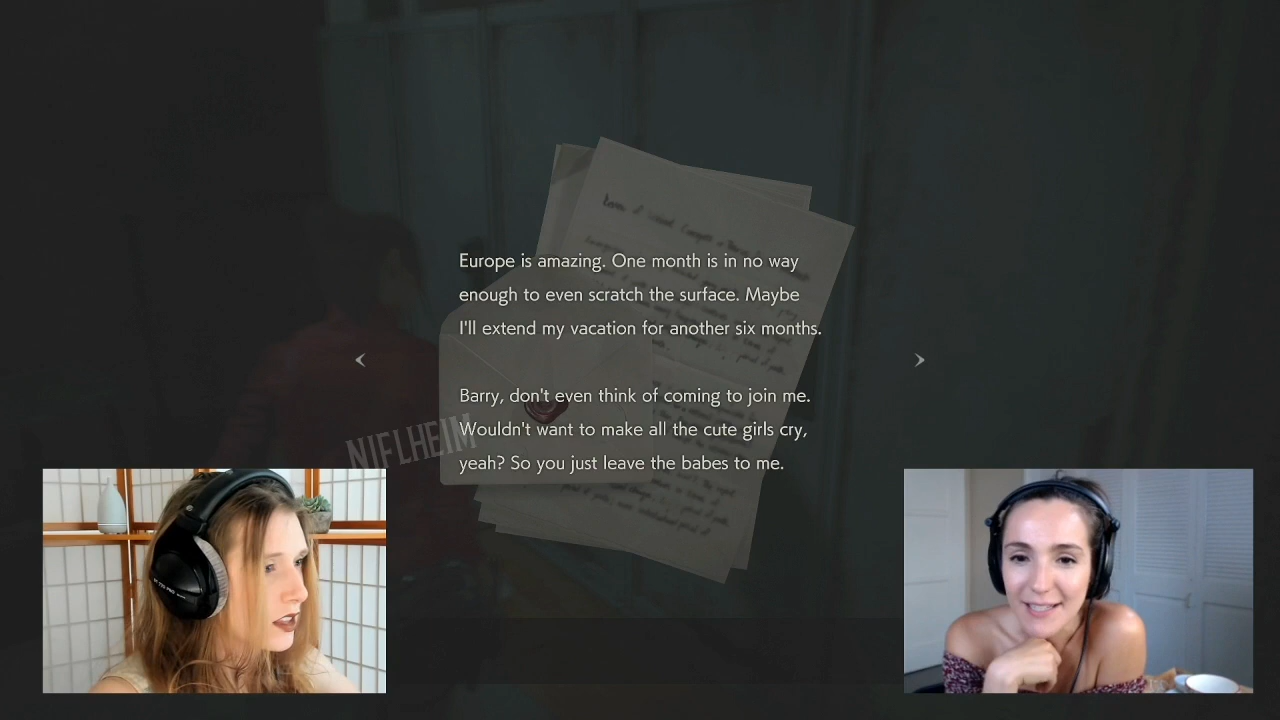 Europe is amazing. One month is in no way
enough to even scratch the surface. Maybe
I'll extend my vacation for another six months.
Barry, don't even think of coming to join me.
Wouldn't want to make all the cute girls cry,
yeah? So you just leave the babes to me.
NIFLHEIM